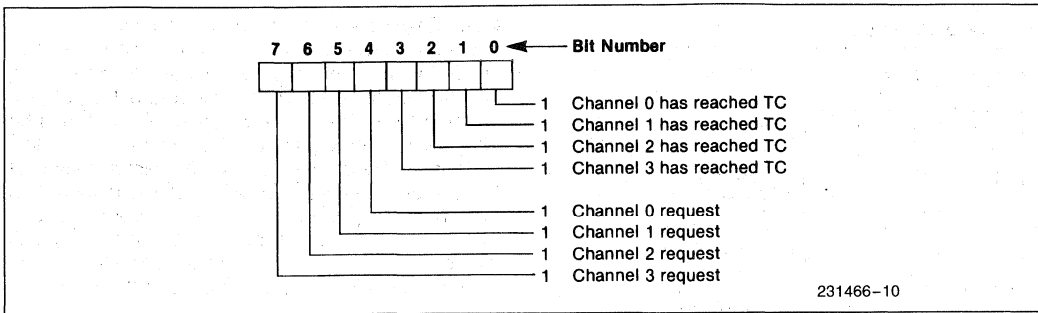 7 6 5 4 3 2 1 0 Bit Number
1 Channel 0 has reached TC
1 Channel 1 has reached TC
1 Channel 2 has reached TC
1 Channel 3 has reached TC
1 Channel 0 request
1 Channel 1 request
1 Channel 2 request
1 Channel 3 request
231466-10